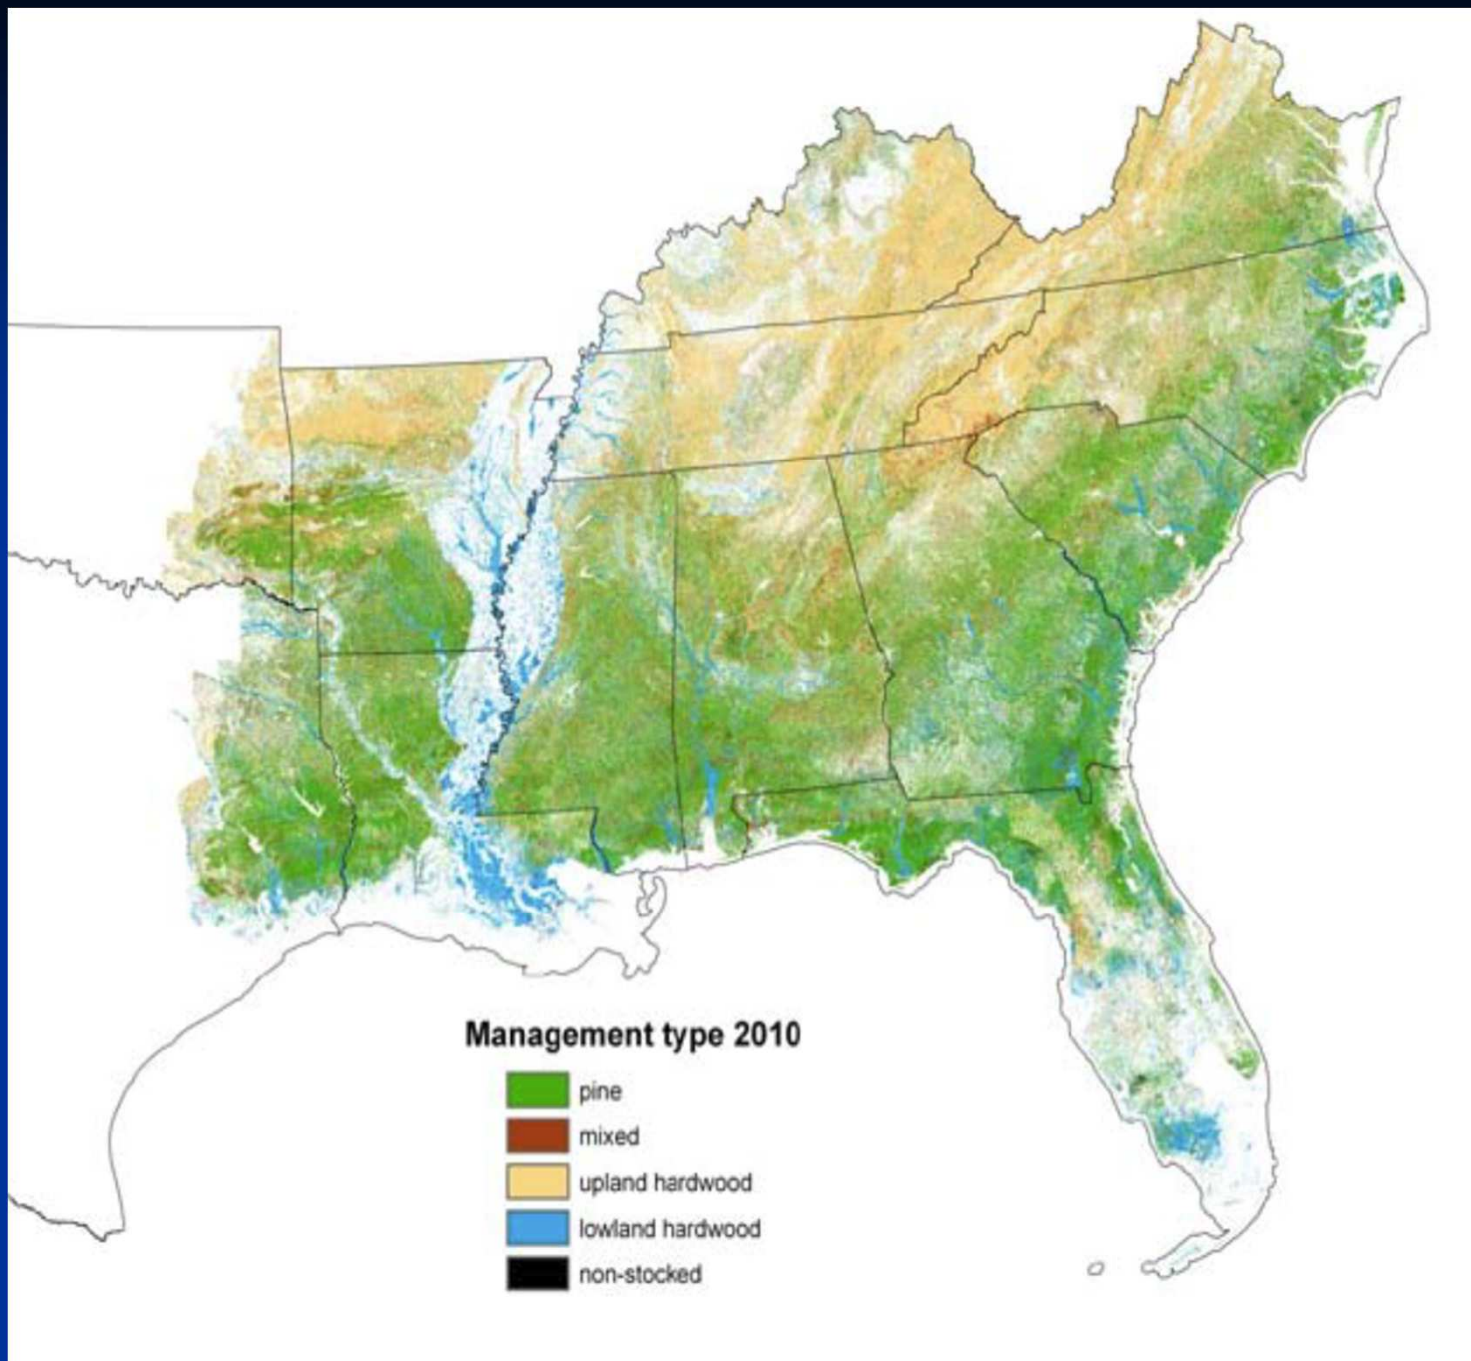 Management type 2010
pine
mixed
upland hardwood
lowland hardwood
non-stocked